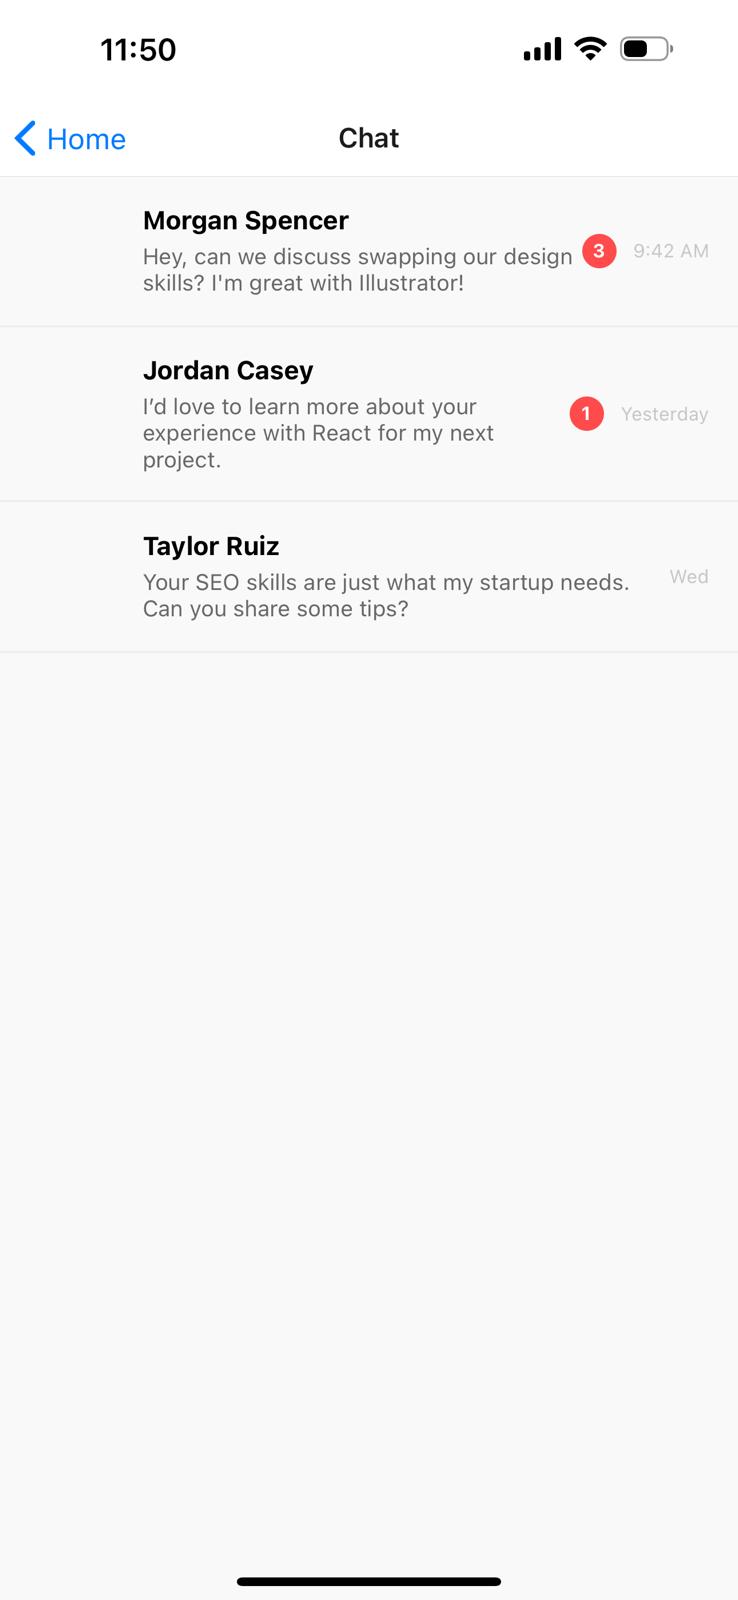 11:50
Home
Chat
Morgan Spencer
Hey, can we discuss swapping our design
skills? I'm great with Illustrator!
3
9:42 AM
Jordan Casey
I’d love to learn more about your
experience with React for my next
project.
1
Yesterday
Taylor Ruiz
Your SEO skills are just what my startup needs.
Can you share some tips?
Wed